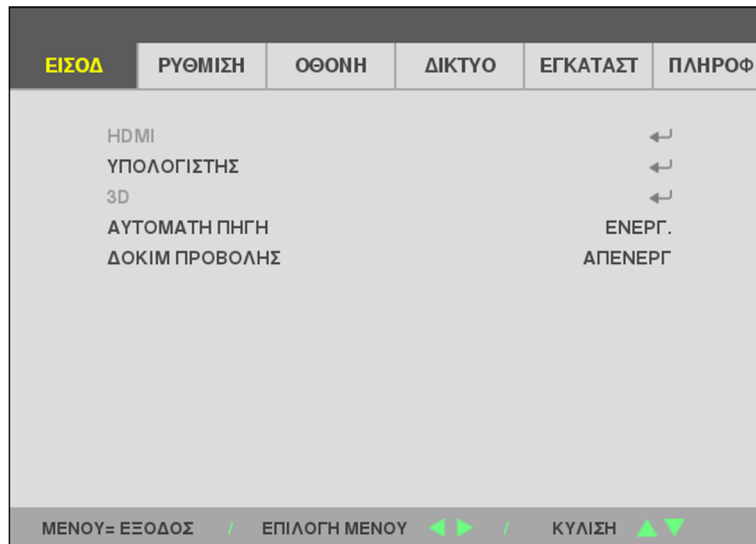 ΕΙΣΟΔ ΡΥΘΜΙΣΗ ΟΘΟΝΗ ΔΙΚΤΥΟ ΕΓΚΑΤΑΣΤ ΠΛΗΡΟΦ
HDMI
ΥΠΟΛΟΓΙΣΤΗΣ
3D
ΑΥΤΟΜΑΤΗ ΠΗΓΗ ΕΝΕΡΓ.
ΔΟΚΙΜ ΠΡΟΒΟΛΗΣ ΑΠΕΝΕΡΓ
ΜΕΝΟΥ= ΕΞΟΔΟΣ / ΕΠΙΛΟΓΗ ΜΕΝΟΥ / ΚΥΛΙΣΗ